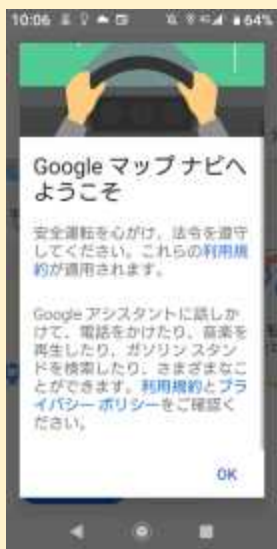 10:06
64%
Google マップ ナビへ
ようこそ
安全運転を心がけ、法令を遵守
してください。これらの利用規
約が適用されます。
Google アシスタントに話しか
けて、電話をかけたり、音楽を
再生したり、ガソリン スタン
ドを検索したり、さまざまなこ
とができます。利用規約とプラ
イバシー ポリシーをご確認く
ださい。
OK